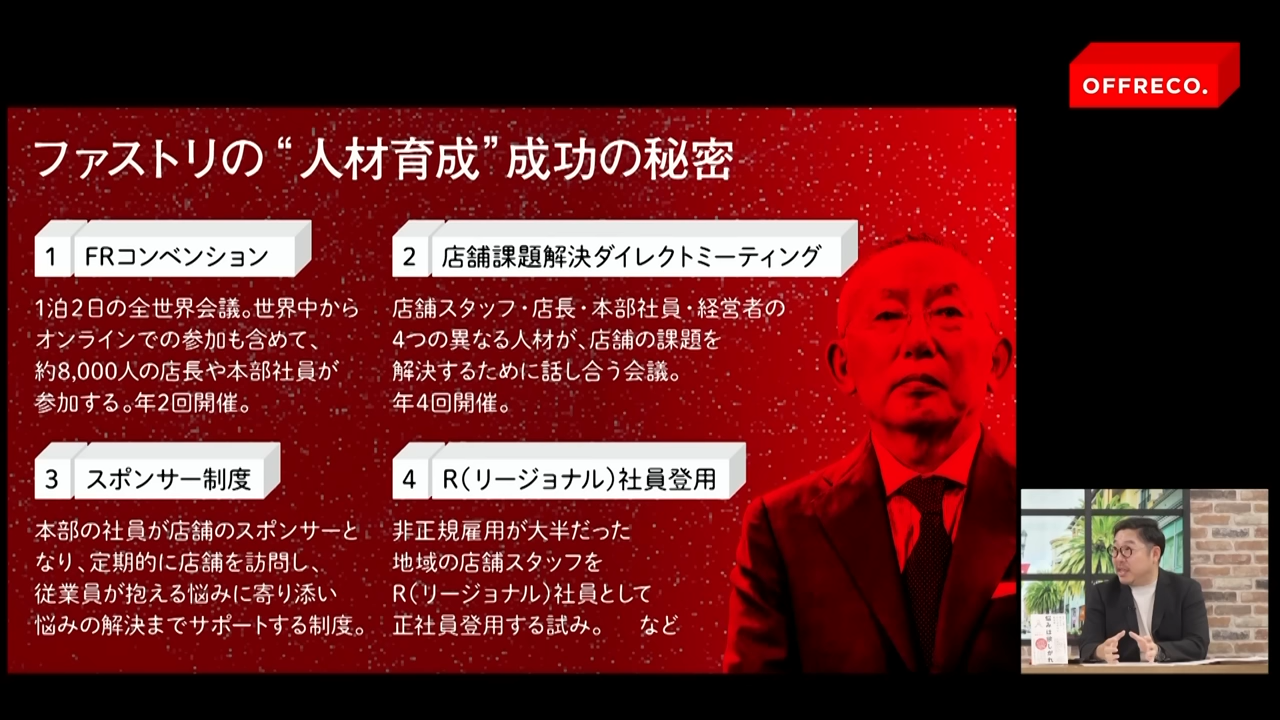 OFFRECO.
ファストリの“人材育成”成功の秘密
1 FRコンベンション
1泊2日の全世界会議。世界中から
オンラインでの参加も含めて、
約8,000人の店長や本部社員が
参加する。年2回開催。
2 店舗課題解決ダイレクトミーティング
店舗スタッフ・店長・本部社員・経営者の
4つの異なる人材が、店舗の課題を
解決するために話し合う会議。
年4回開催。
3 スポンサー制度
本部の社員が店舗のスポンサーと
なり、定期的に店舗を訪問し、
従業員が抱える悩みに寄り添い
悩みの解決までサポートする制度。
4 R(リージョナル)社員登用
非正規雇用が大半だった
地域の店舗スタッフを
R(リージョナル)社員として
正社員登用する試み。 など
悩みは欲しがれ